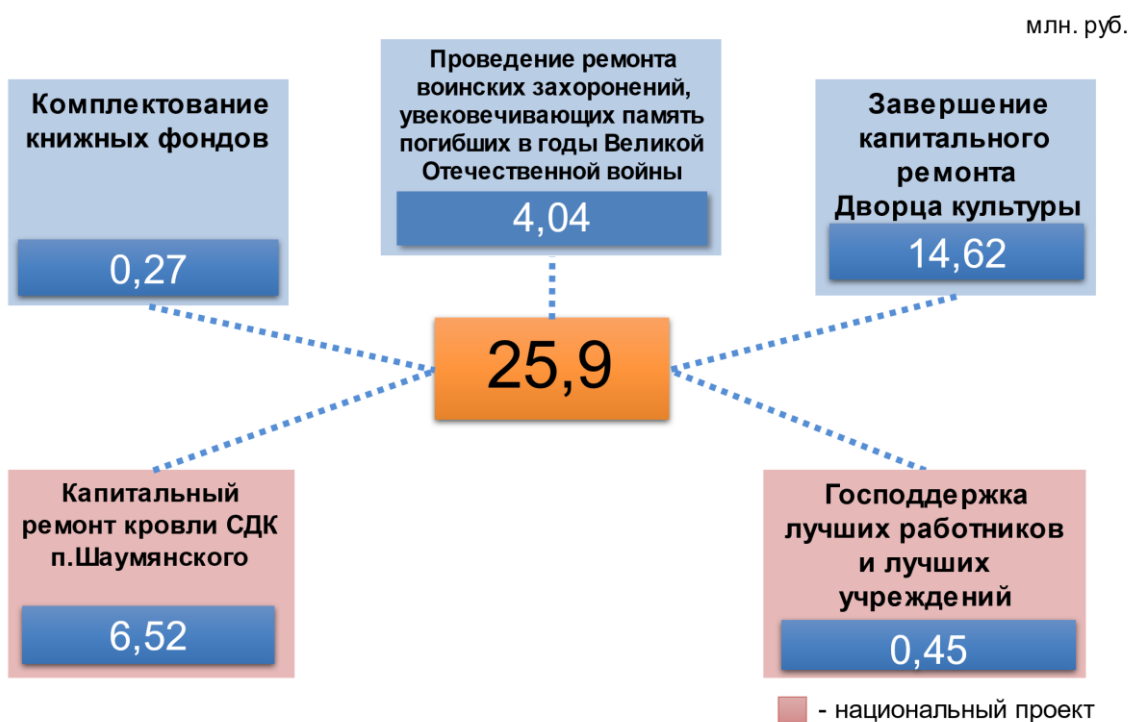 млн. руб.
Комплектование
книжных фондов
0,27
Проведение ремонта
воинских захоронений,
увековечивающих память
погибших в годы Великой
Отечественной войны
4,04
Завершение
капитального
ремонта
Дворца культуры
14,62
25,9
Капитальный
ремонт кровли СДК
п.Шаумянского
6,52
Господдержка
лучших работников
и лучших
учреждений
0,45
- национальный проект